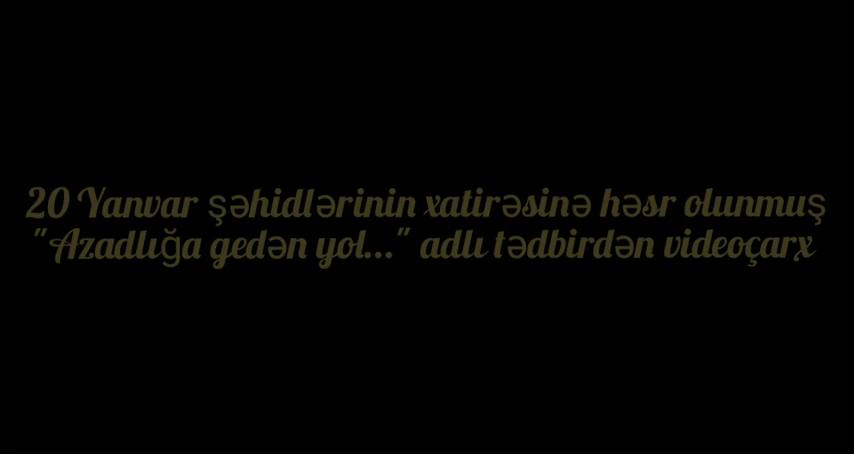 20 Yanvar şəhidlərinin xatirəsinə həsr olunmuş
"Azadlığa gedən yol..." adlı tədbirdən videoçarx